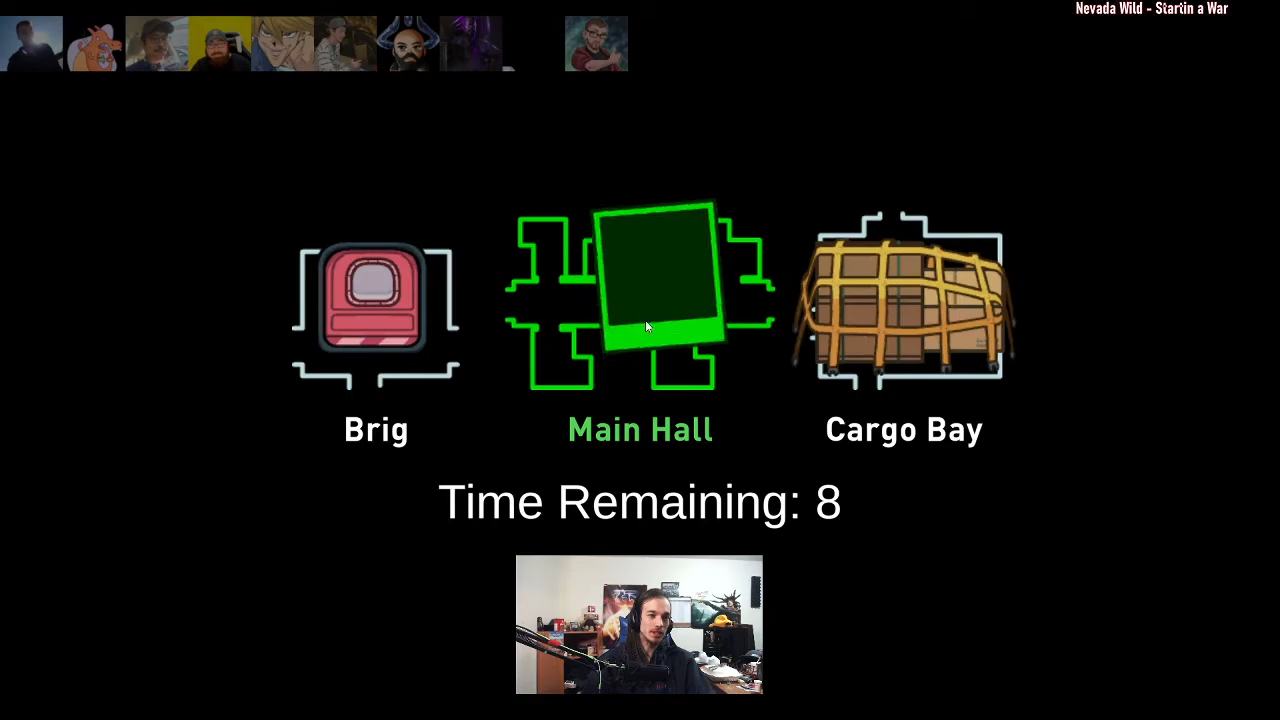 Nevada Wild - Startin a War
Brig
Main Hall
Cargo Bay
Time Remaining: 8